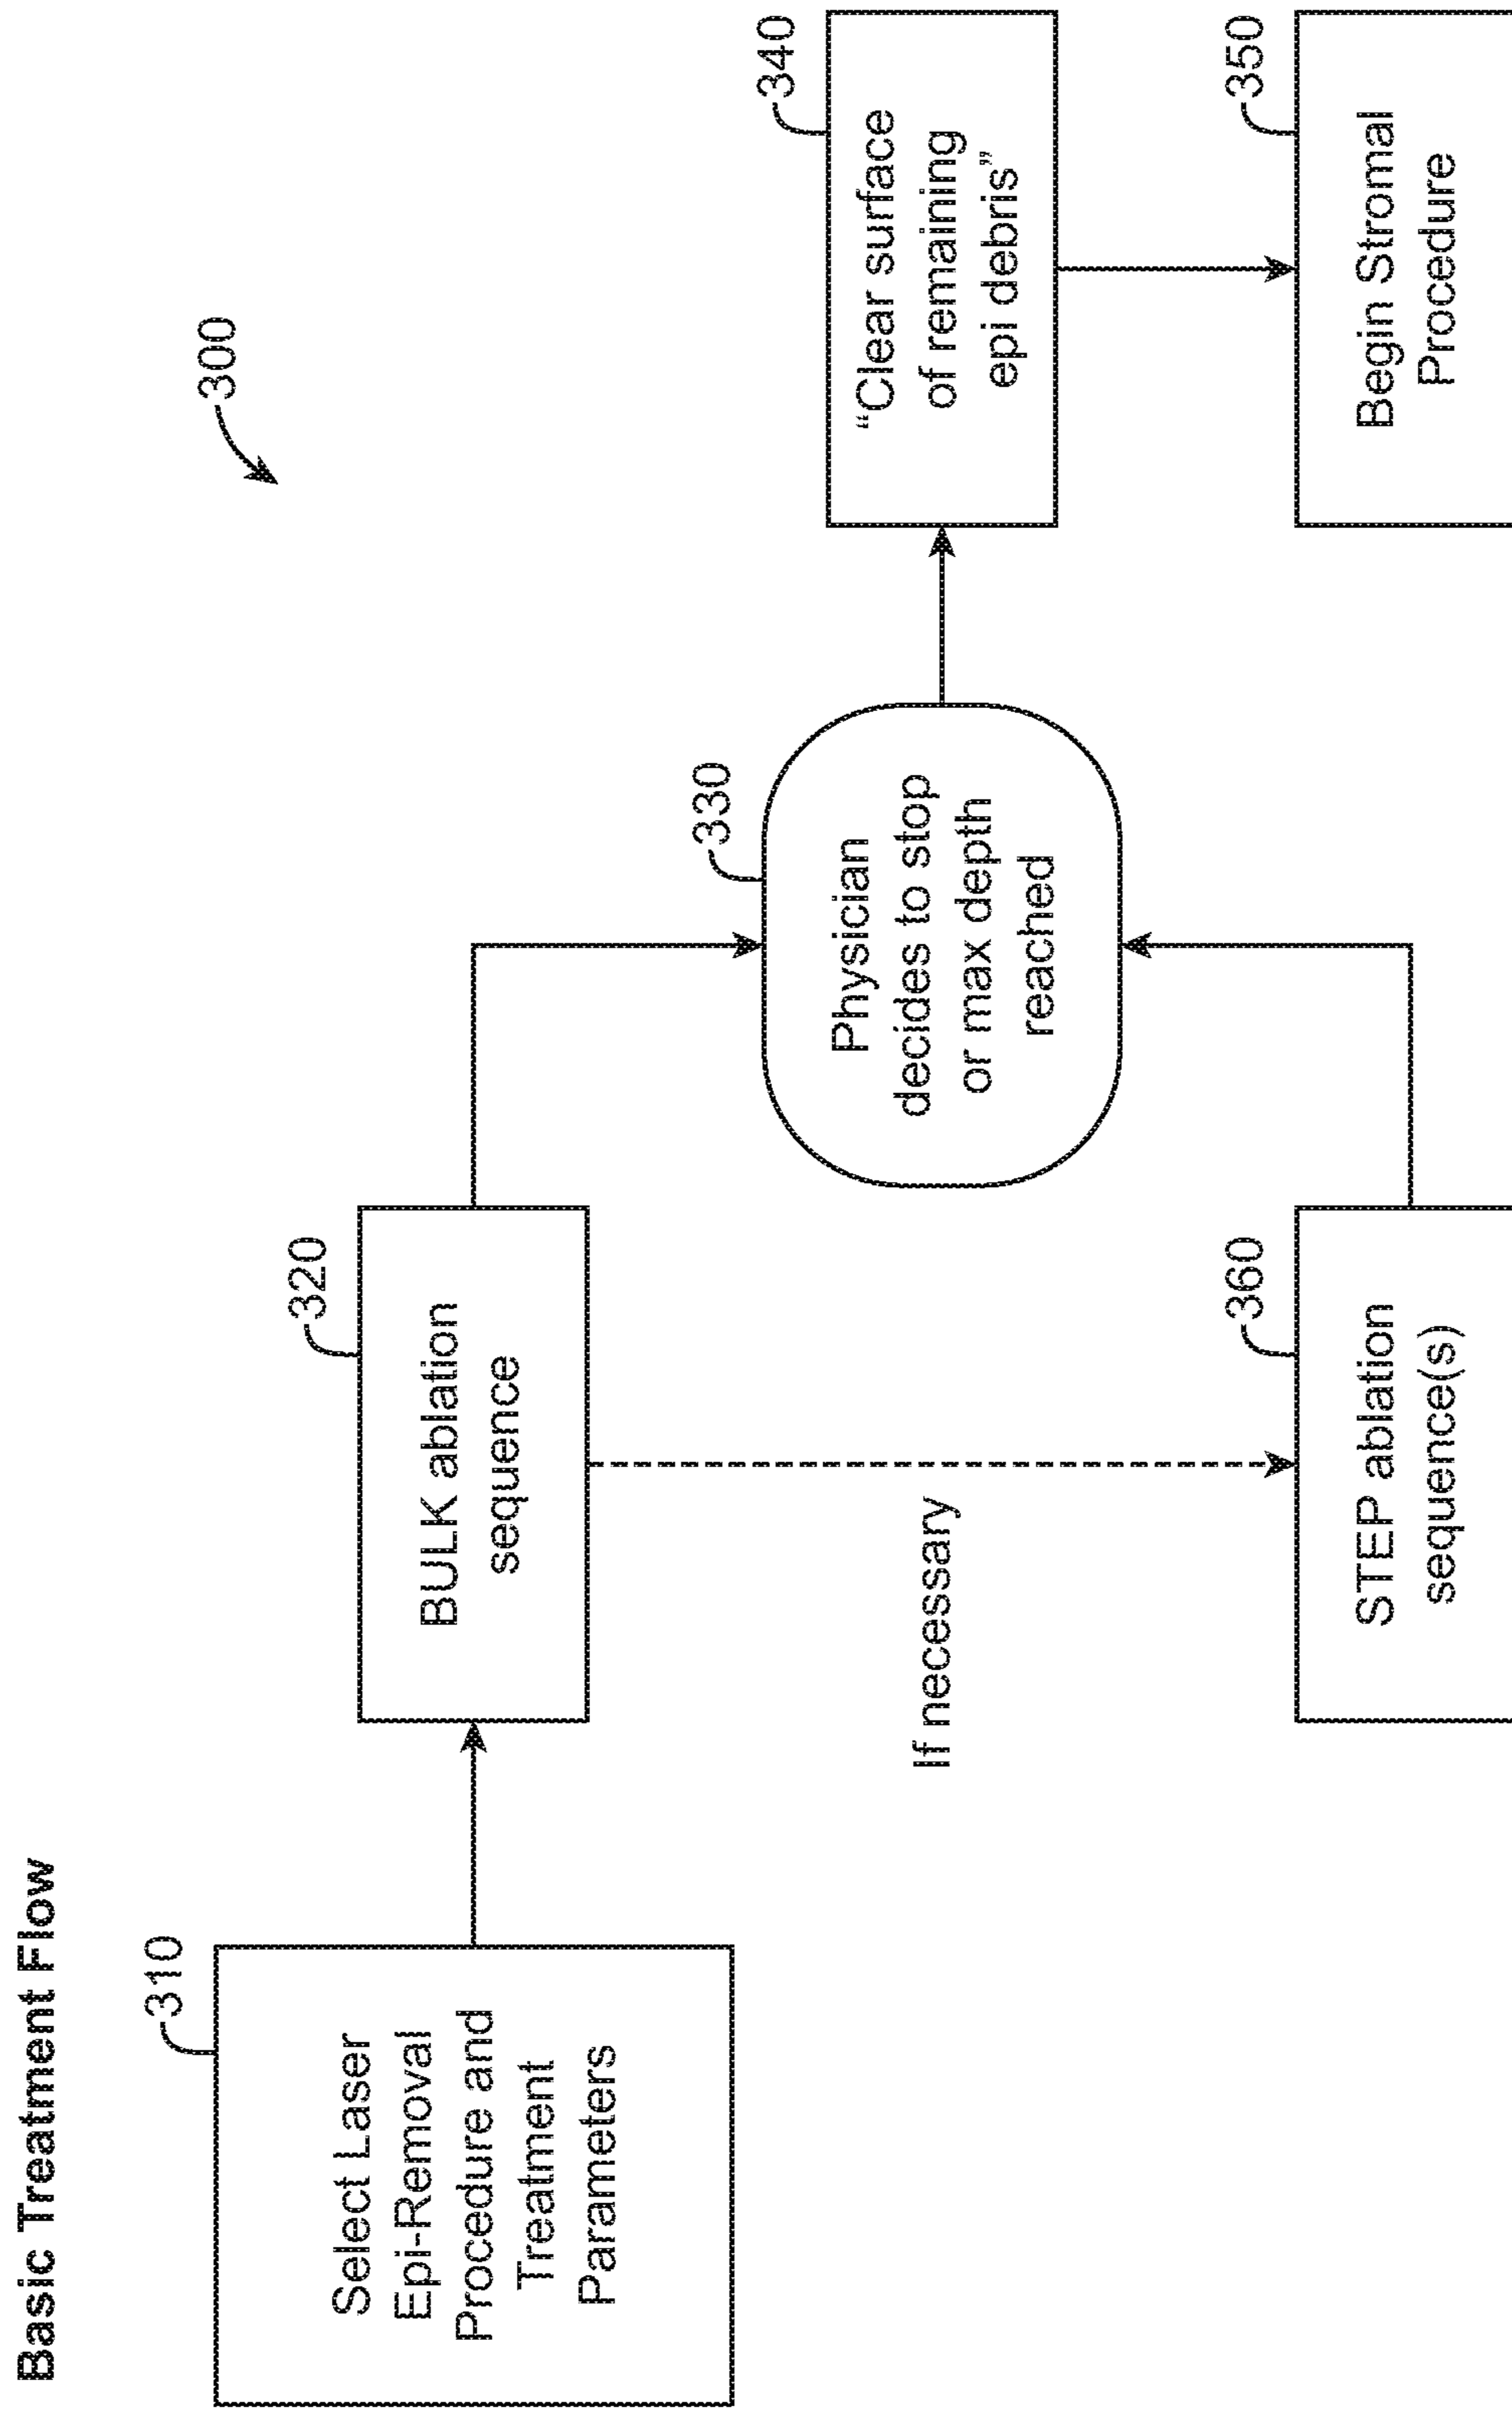 Basic Treatment Flow
300
310
Select Laser
Epi-Removal
Procedure and
Treatment
Parameters
320
BULK ablation
sequence
If necessary
360
STEP ablation
sequence(s)
330
Physician
decides to stop
or max depth
reached
340
“Clear surface
of remaining
epi debris”
350
Begin Stromal
Procedure